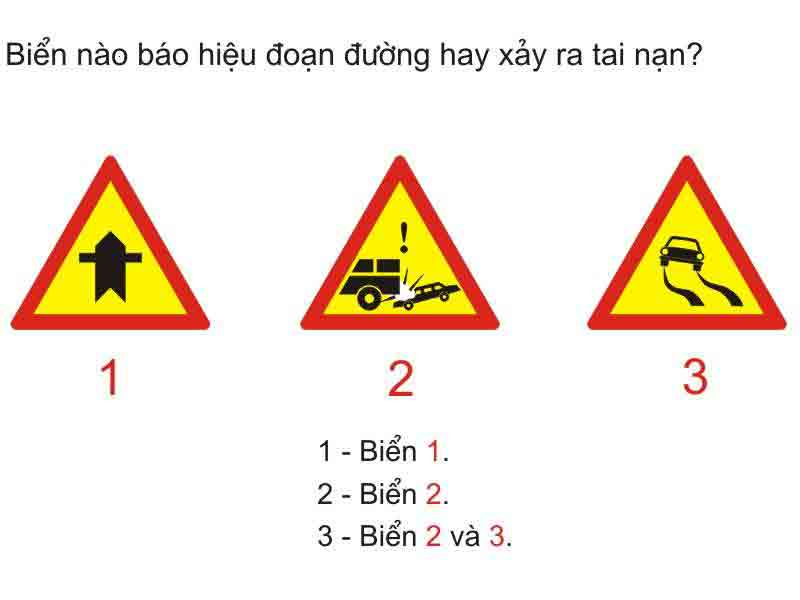 Biển nào báo hiệu đoạn đường hay xảy ra tai nạn?
!
1 2 3
1 - Biển 1.
2 - Biển 2.
3 - Biển 2 và 3.